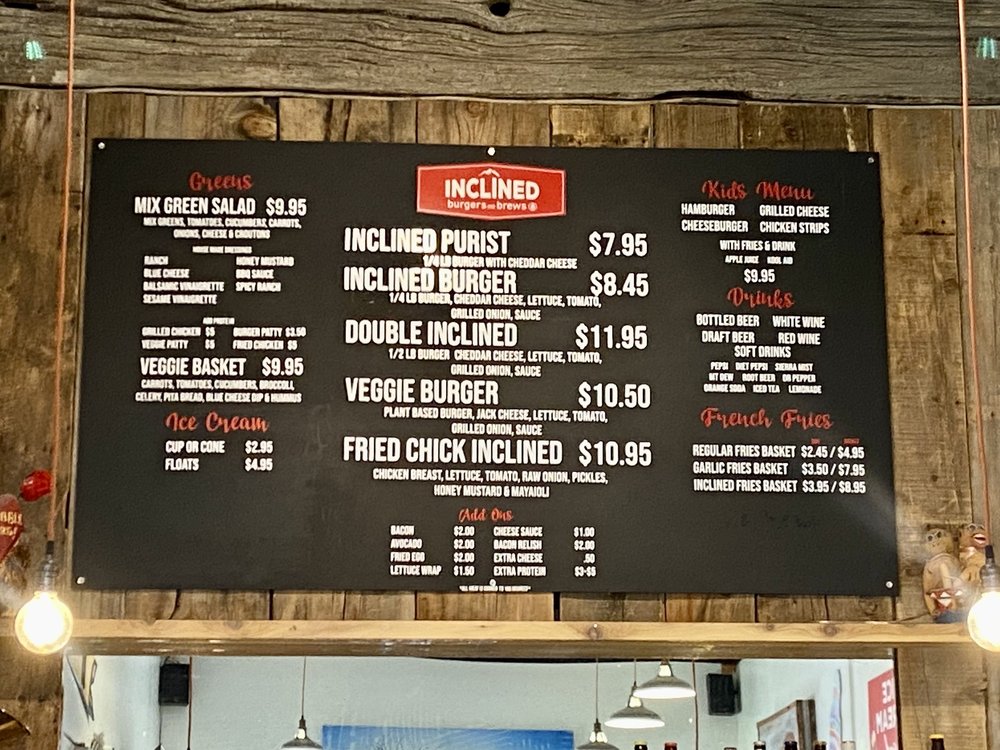 Greens
MIX GREEN SALAD $9.95
MIX GREENS, TOMATOES, CUCUMBERS, CARROTS,
ONIONS, CHEESE & CROUTONS
HOUSE MADE DRESSINGS
RANCH HONEY MUSTARD
BLUE CHEESE BBQ SAUCE
BALSAMIC VINAIGRETTE SPICY RANCH
SESAME VINAIGRETTE
ADD PROTEIN
GRILLED CHICKEN $5 BURGER PATTY $3.50
VEGGIE PATTY $5 FRIED CHICKEN $5
VEGGIE BASKET $9.95
CARROTS, TOMATOES, CUCUMBERS, BROCCOLI,
CELERY, PITA BREAD, BLUE CHEESE DIP & HUMMUS
Ice Cream
CUP OR CONE $2.95
FLOATS $4.95
INCLINED
burgers and brews
INCLINED PURIST $7.95
1/4 LB BURGER WITH CHEDDAR CHEESE
INCLINED BURGER $8.45
1/4 LB BURGER, CHEDDAR CHEESE, LETTUCE, TOMATO,
GRILLED ONION, SAUCE
DOUBLE INCLINED $11.95
1/2 LB BURGER CHEDDAR CHEESE, LETTUCE, TOMATO,
GRILLED ONION, SAUCE
VEGGIE BURGER $10.50
PLANT BASED BURGER, JACK CHEESE, LETTUCE, TOMATO,
GRILLED ONION, SAUCE
FRIED CHICK INCLINED $10.95
CHICKEN BREAST, LETTUCE, TOMATO, RAW ONION, PICKLES,
HONEY MUSTARD & MAYAIOLI
Add Ons
BACON $2.00 CHEESE SAUCE $1.00
AVOCADO $2.00 BACON RELISH $2.00
FRIED EGG $2.00 EXTRA CHEESE .50
LETTUCE WRAP $1.50 EXTRA PROTEIN $3-$5
Kids Menu
HAMBURGER GRILLED CHEESE
CHEESEBURGER CHICKEN STRIPS
WITH FRIES & DRINK
APPLE JUICE KOOL AID
$9.95
Drinks
BOTTLED BEER WHITE WINE
DRAFT BEER RED WINE
SOFT DRINKS
PEPSI DIET PEPSI SIERRA MIST
MT DEW ROOT BEER DR PEPPER
ORANGE SODA ICED TEA LEMONADE
French Fries
REGULAR FRIES BASKET $2.45 / $4.95
GARLIC FRIES BASKET $3.50 / $7.95
INCLINED FRIES BASKET $3.95 / $8.95